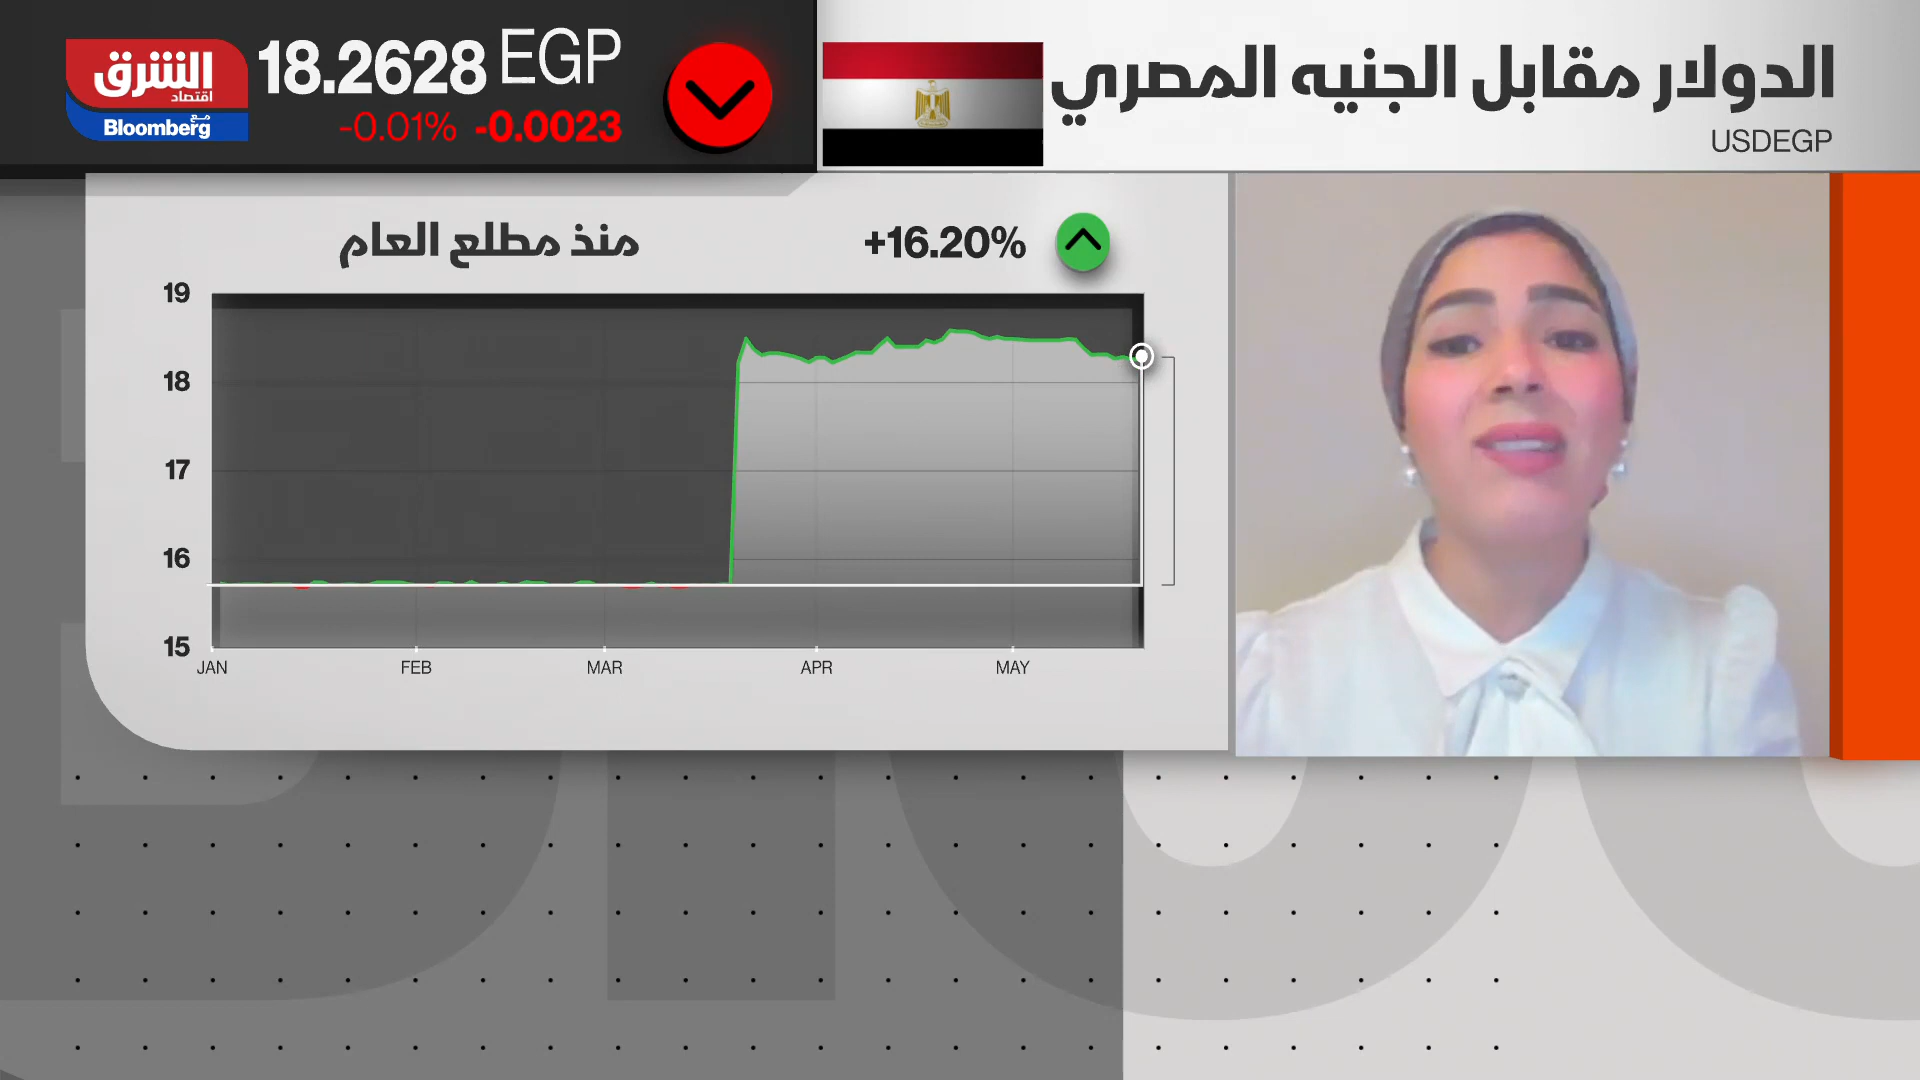 الدولار مقابل الجنيه المصري
USDEGP
18.2628 EGP
-0.01% -0.0023
الشرق
اقتصاد
مع
Bloomberg
منذ مطلع العام
+16.20%
19
18
17
16
15
JAN FEB MAR APR MAY